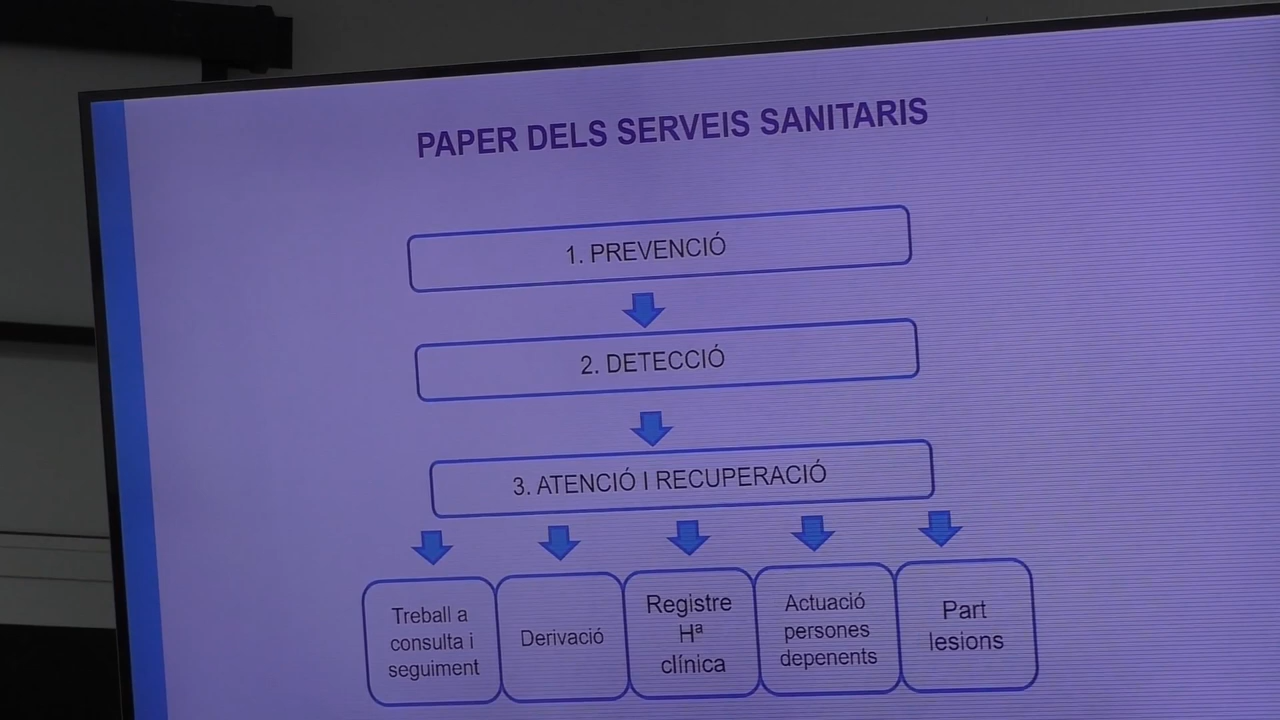 PAPER DELS SERVEIS SANITARIS
1. PREVENCIÓ
2. DETECCIÓ
3. ATENCIÓ I RECUPERACIÓ
Treball a
consulta i
seguiment
Derivació
Registre
Hª
clínica
Actuació
persones
depenents
Part
lesions